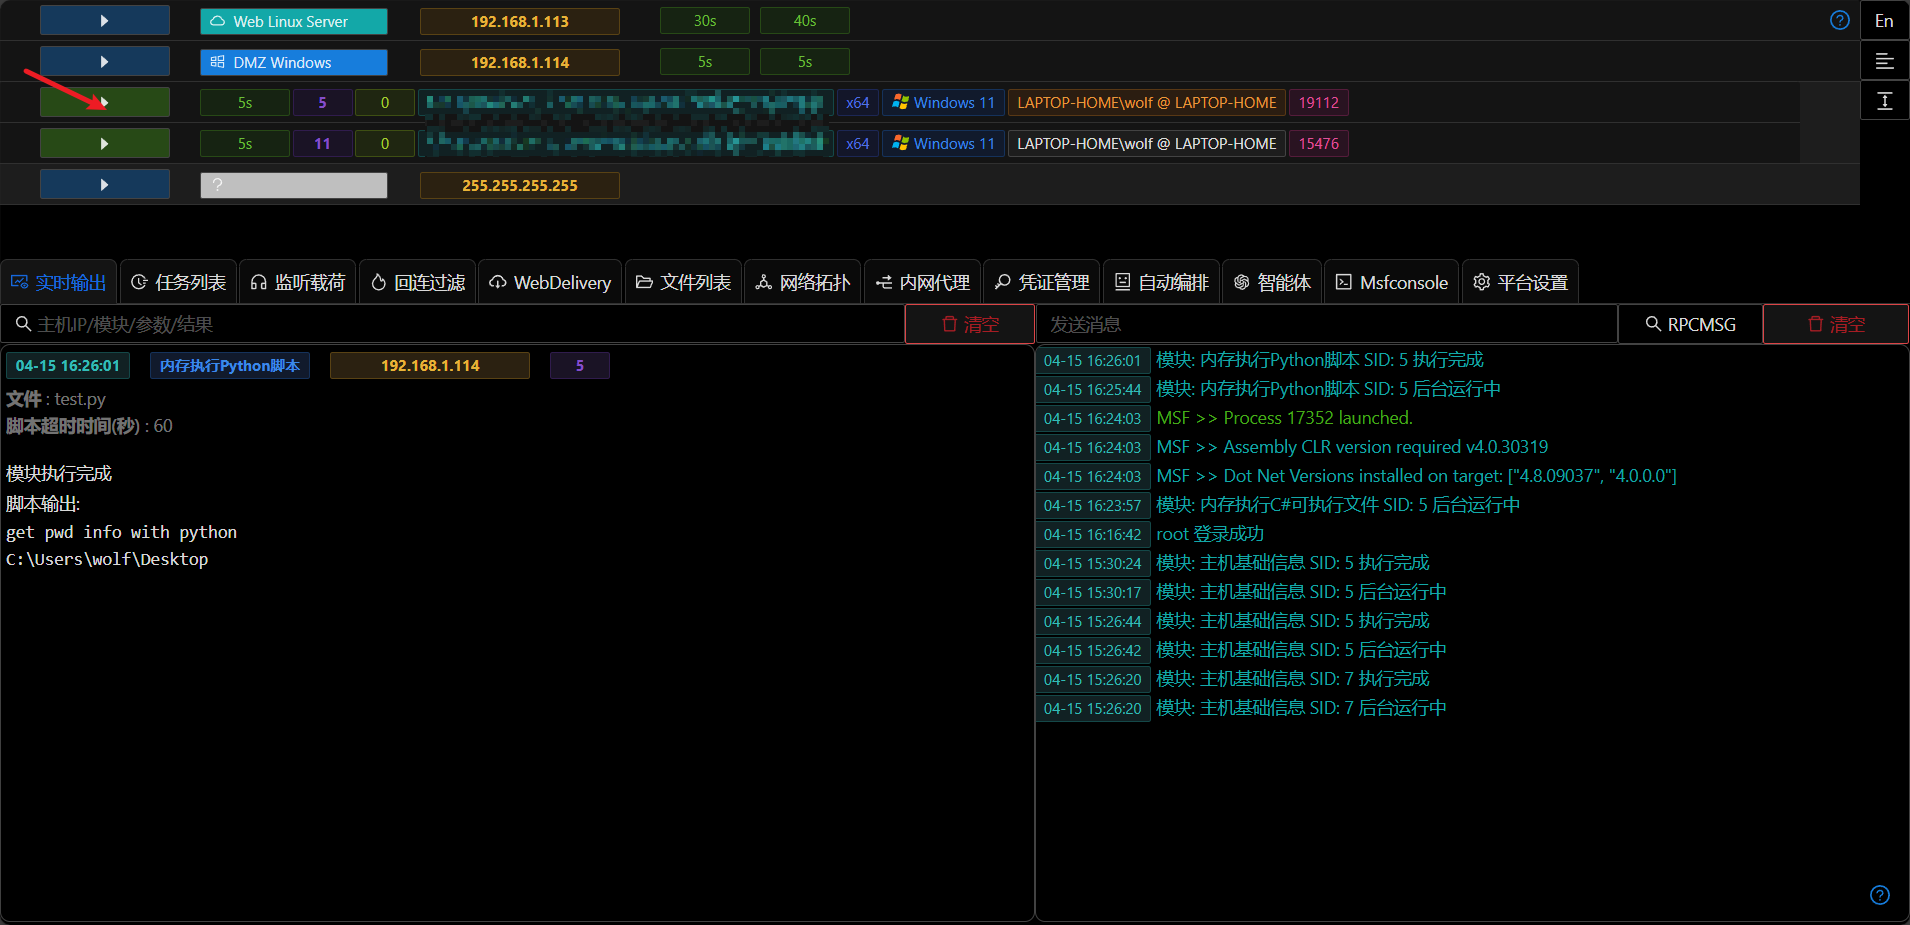 Web Linux Server 192.168.1.113 30s 40s En
DMZ Windows 192.168.1.114 5s 5s
5s 5 0 x64 Windows 11 LAPTOP-HOME\wolf @ LAPTOP-HOME 19112
5s 11 0 x64 Windows 11 LAPTOP-HOME\wolf @ LAPTOP-HOME 15476
? 255.255.255.255
实时输出 任务列表 监听载荷 回连过滤 WebDelivery 文件列表 网络拓扑 内网代理 凭证管理 自动编排 智能体 Msfconsole 平台设置
主机IP/模块/参数/结果 清空
发送消息 RPCMSG 清空
04-15 16:26:01 内存执行Python脚本 192.168.1.114 5
文件 : test.py
脚本超时时间(秒) : 60
模块执行完成
脚本输出:
get pwd info with python
C:\Users\wolf\Desktop
04-15 16:26:01 模块: 内存执行Python脚本 SID: 5 执行完成
04-15 16:25:44 模块: 内存执行Python脚本 SID: 5 后台运行中
04-15 16:24:03 MSF >> Process 17352 launched.
04-15 16:24:03 MSF >> Assembly CLR version required v4.0.30319
04-15 16:24:03 MSF >> Dot Net Versions installed on target: ["4.8.09037", "4.0.0.0"]
04-15 16:23:57 模块: 内存执行C#可执行文件 SID: 5 后台运行中
04-15 16:16:42 root 登录成功
04-15 15:30:24 模块: 主机基础信息 SID: 5 执行完成
04-15 15:30:17 模块: 主机基础信息 SID: 5 后台运行中
04-15 15:26:44 模块: 主机基础信息 SID: 5 执行完成
04-15 15:26:42 模块: 主机基础信息 SID: 5 后台运行中
04-15 15:26:20 模块: 主机基础信息 SID: 7 执行完成
04-15 15:26:20 模块: 主机基础信息 SID: 7 后台运行中